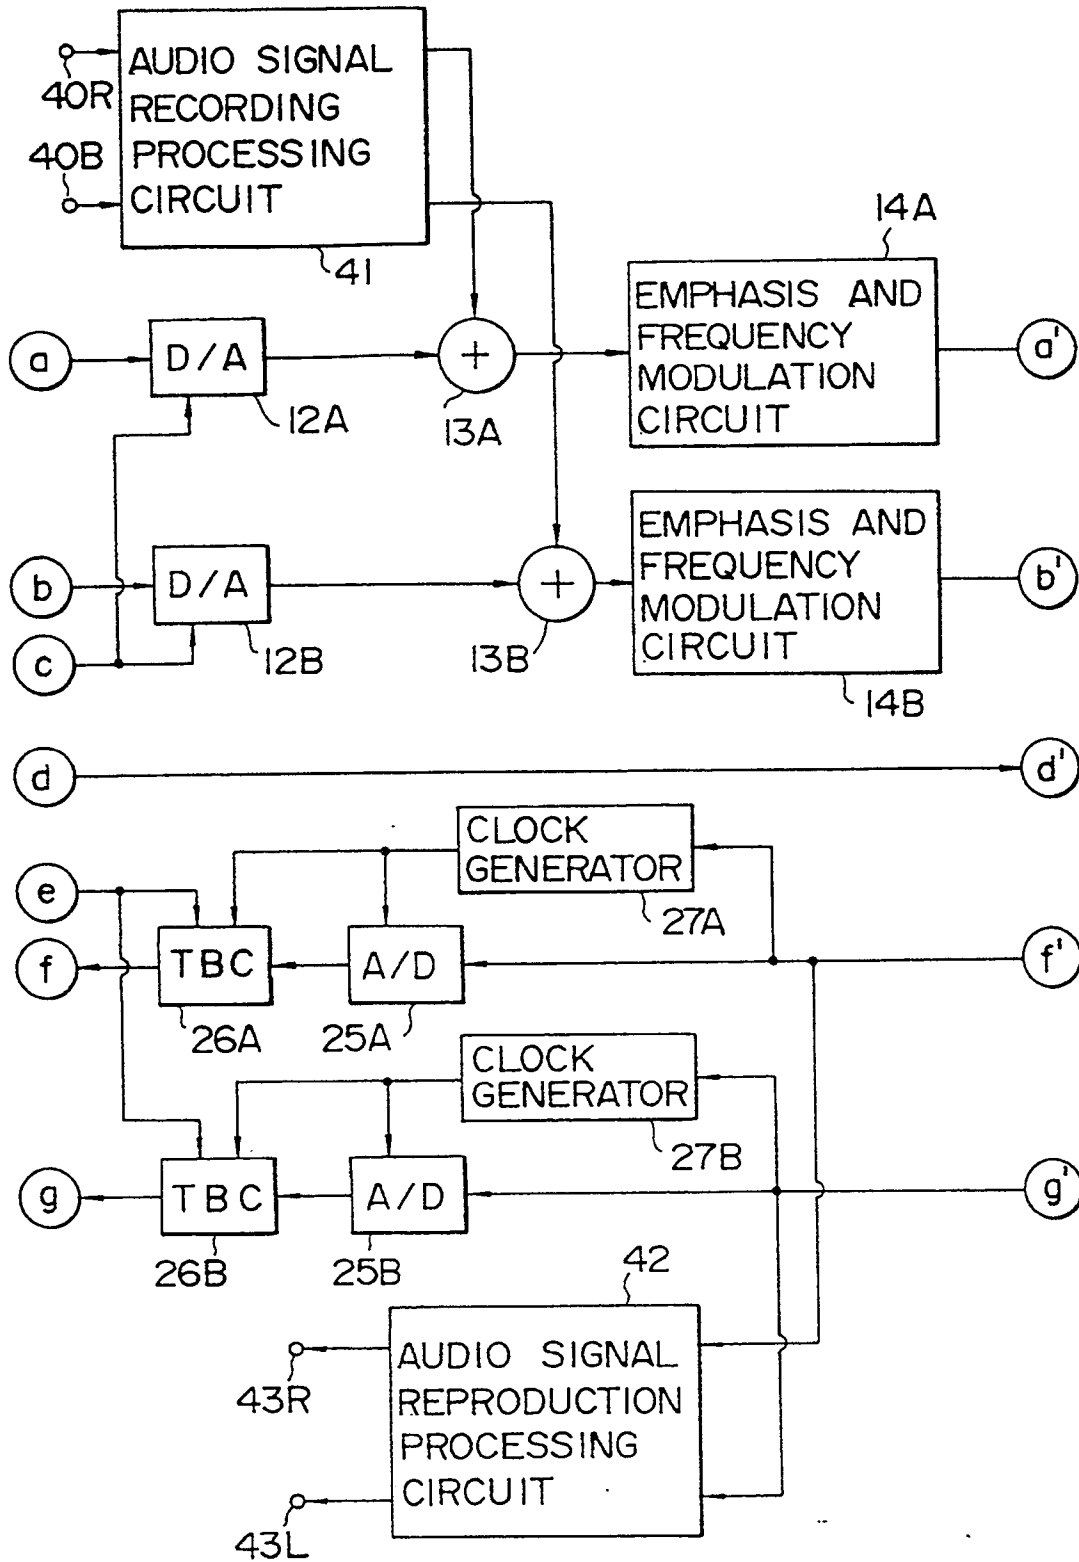 40R
40B
AUDIO SIGNAL
RECORDING
PROCESSING
CIRCUIT
41
14A
EMPHASIS AND
FREQUENCY
MODULATION
CIRCUIT
a
D/A
12A
+
13A
a'
b
D/A
12B
+
13B
EMPHASIS AND
FREQUENCY
MODULATION
CIRCUIT
14B
b'
c
d
d'
CLOCK
GENERATOR
27A
e
f
TBC
26A
A/D
25A
f'
CLOCK
GENERATOR
27B
g
TBC
26B
A/D
25B
g'
42
AUDIO SIGNAL
REPRODUCTION
PROCESSING
CIRCUIT
43R
43L